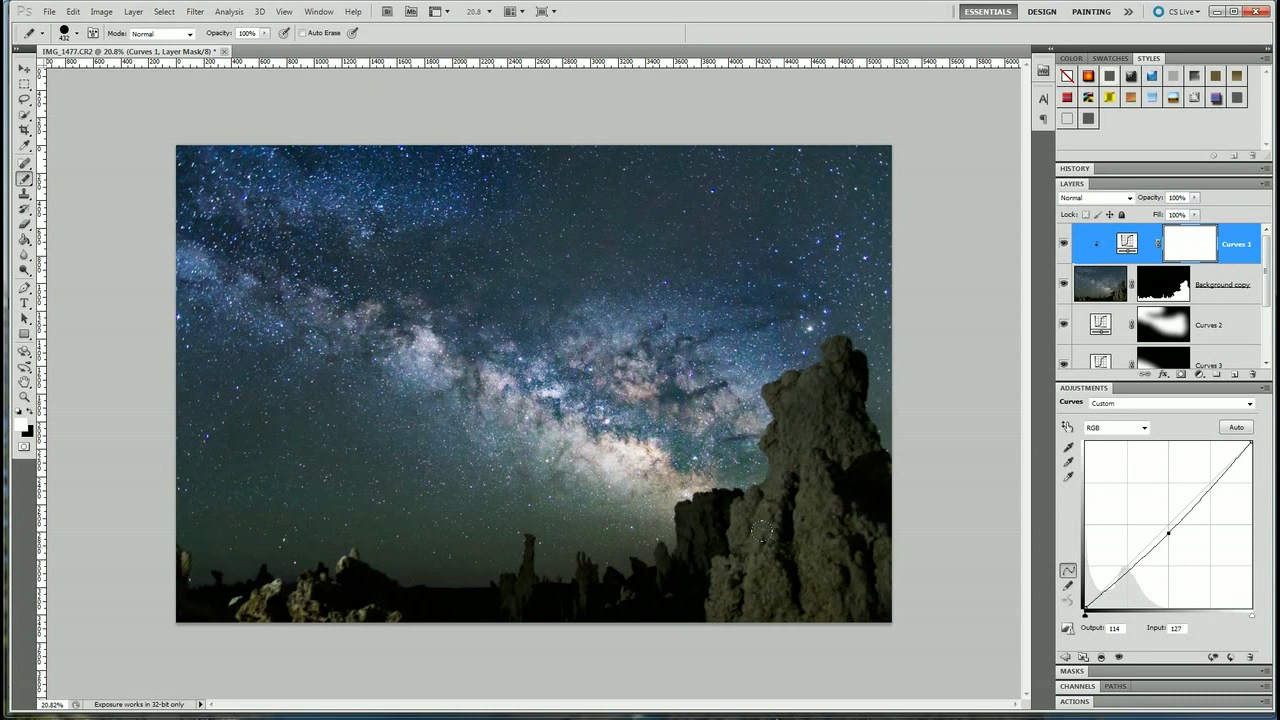 Ps File Edit Image Layer Select Filter Analysis 3D View Window Help Br Mb 20.8 ESSENTIALS DESIGN PAINTING CS Live
432 Mode: Normal Opacity: 100% Auto Erase
IMG_1477.CR2 @ 20.8% (Curves 1, Layer Mask/8) *
COLOR SWATCHES STYLES
HISTORY
LAYERS
Normal Opacity: 100%
Lock: Fill: 100%
Curves 1
Background copy
Curves 2
Curves 3
ADJUSTMENTS
Curves Custom
RGB Auto
Output: 114 Input: 127
MASKS
CHANNELS PATHS
ACTIONS
20.82% Exposure works in 32-bit only